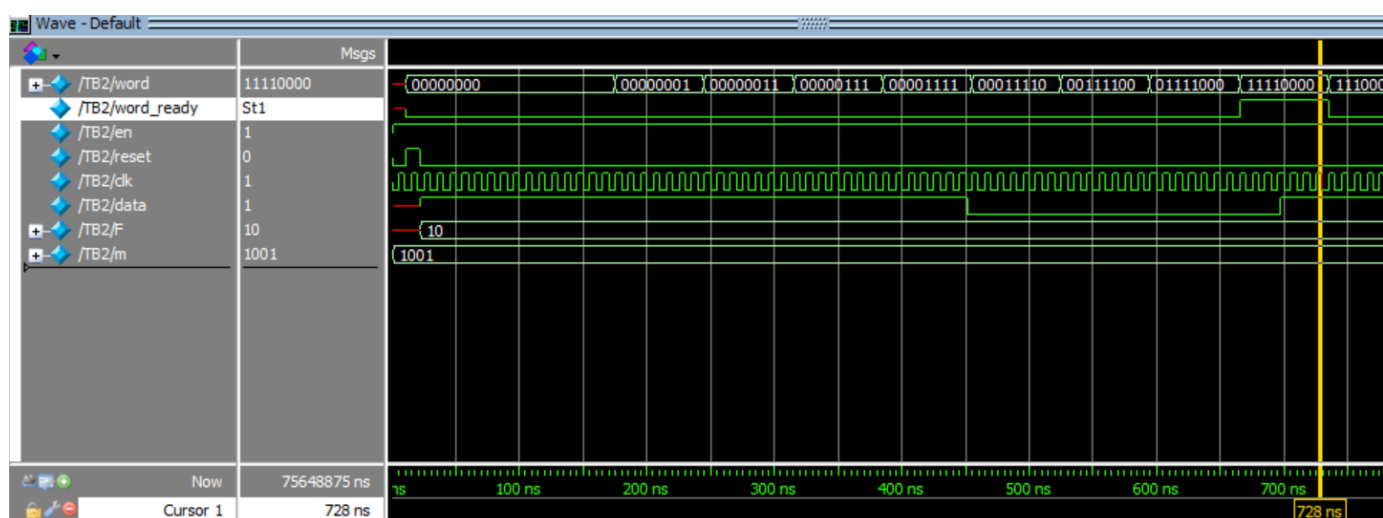 Wave - Default
Msgs
/TB2/word 11110000 00000000 00000001 00000011 00000111 00001111 00011110 00111100 01111000 11110000 111000
/TB2/word_ready St1
/TB2/en 1
/TB2/reset 0
/TB2/clk 1
/TB2/data 1
/TB2/F 10 10
/TB2/m 1001 1001
Now 75648875 ns ns 100 ns 200 ns 300 ns 400 ns 500 ns 600 ns 700 ns
Cursor 1 728 ns 728 ns